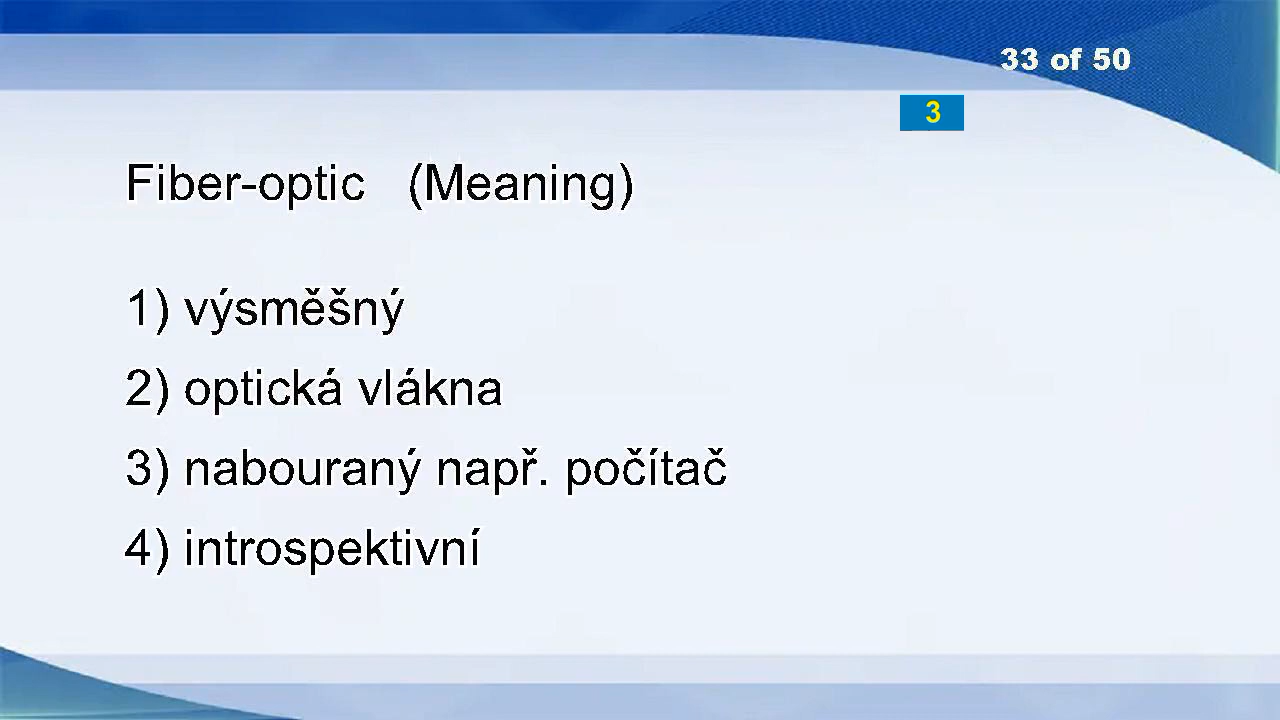 33 of 50
3
Fiber-optic (Meaning)
1) výsměšný
2) optická vlákna
3) nabouraný např. počítač
4) introspektivní